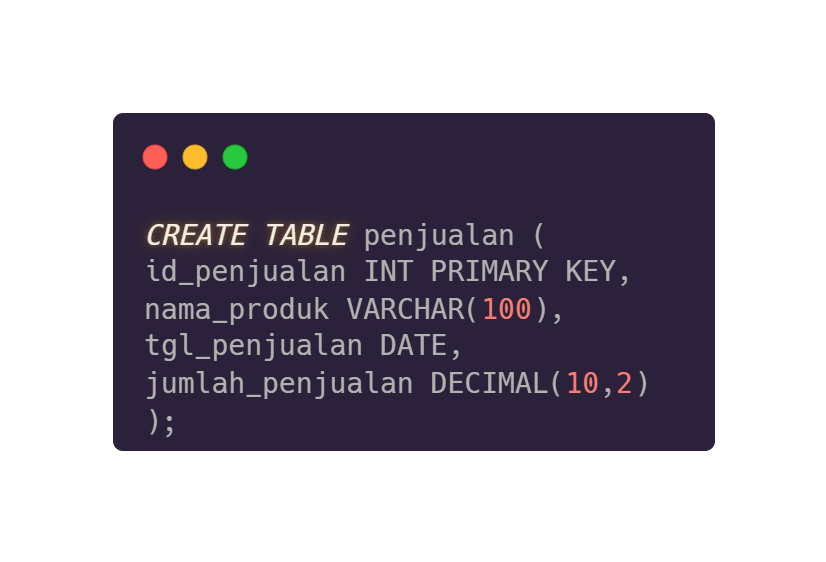 CREATE TABLE penjualan (
id_penjualan INT PRIMARY KEY,
nama_produk VARCHAR(100),
tgl_penjualan DATE,
jumlah_penjualan DECIMAL(10,2)
);